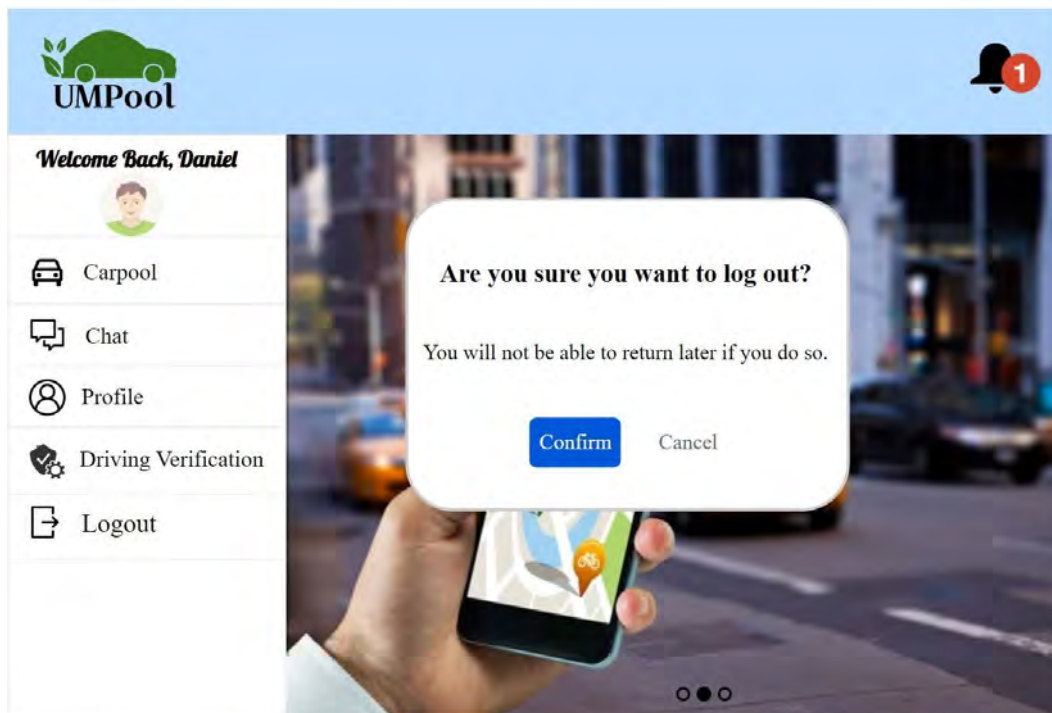 UMPool
1
Welcome Back, Daniel
Carpool
Chat
Profile
Driving Verification
Logout
Are you sure you want to log out?
You will not be able to return later if you do so.
Confirm Cancel